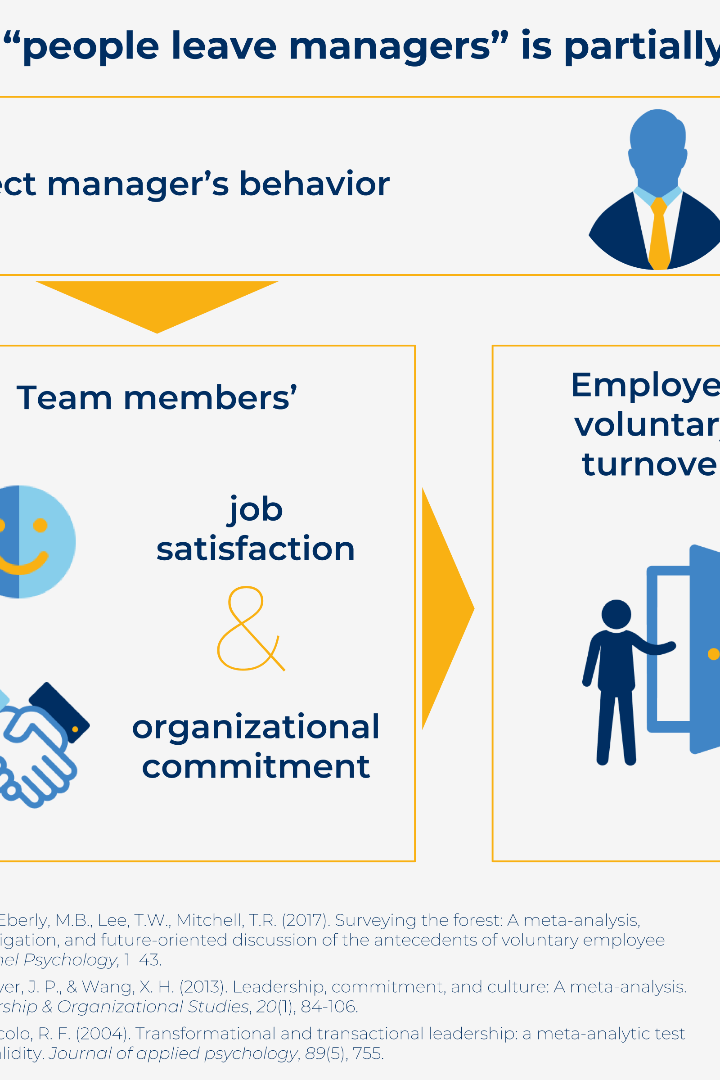 “people leave managers” is partially
ect manager’s behavior
Team members’
job
satisfaction
&
organizational
commitment
Employe
voluntar
turnove
Eberly, M.B., Lee, T.W., Mitchell, T.R. (2017). Surveying the forest: A meta-analysis,
igation, and future-oriented discussion of the antecedents of voluntary employee
nel Psychology, 1 43.
yer, J. P., & Wang, X. H. (2013). Leadership, commitment, and culture: A meta-analysis.
rship & Organizational Studies, 20(1), 84-106.
colo, R. F. (2004). Transformational and transactional leadership: a meta-analytic test
lidity. Journal of applied psychology, 89(5), 755.